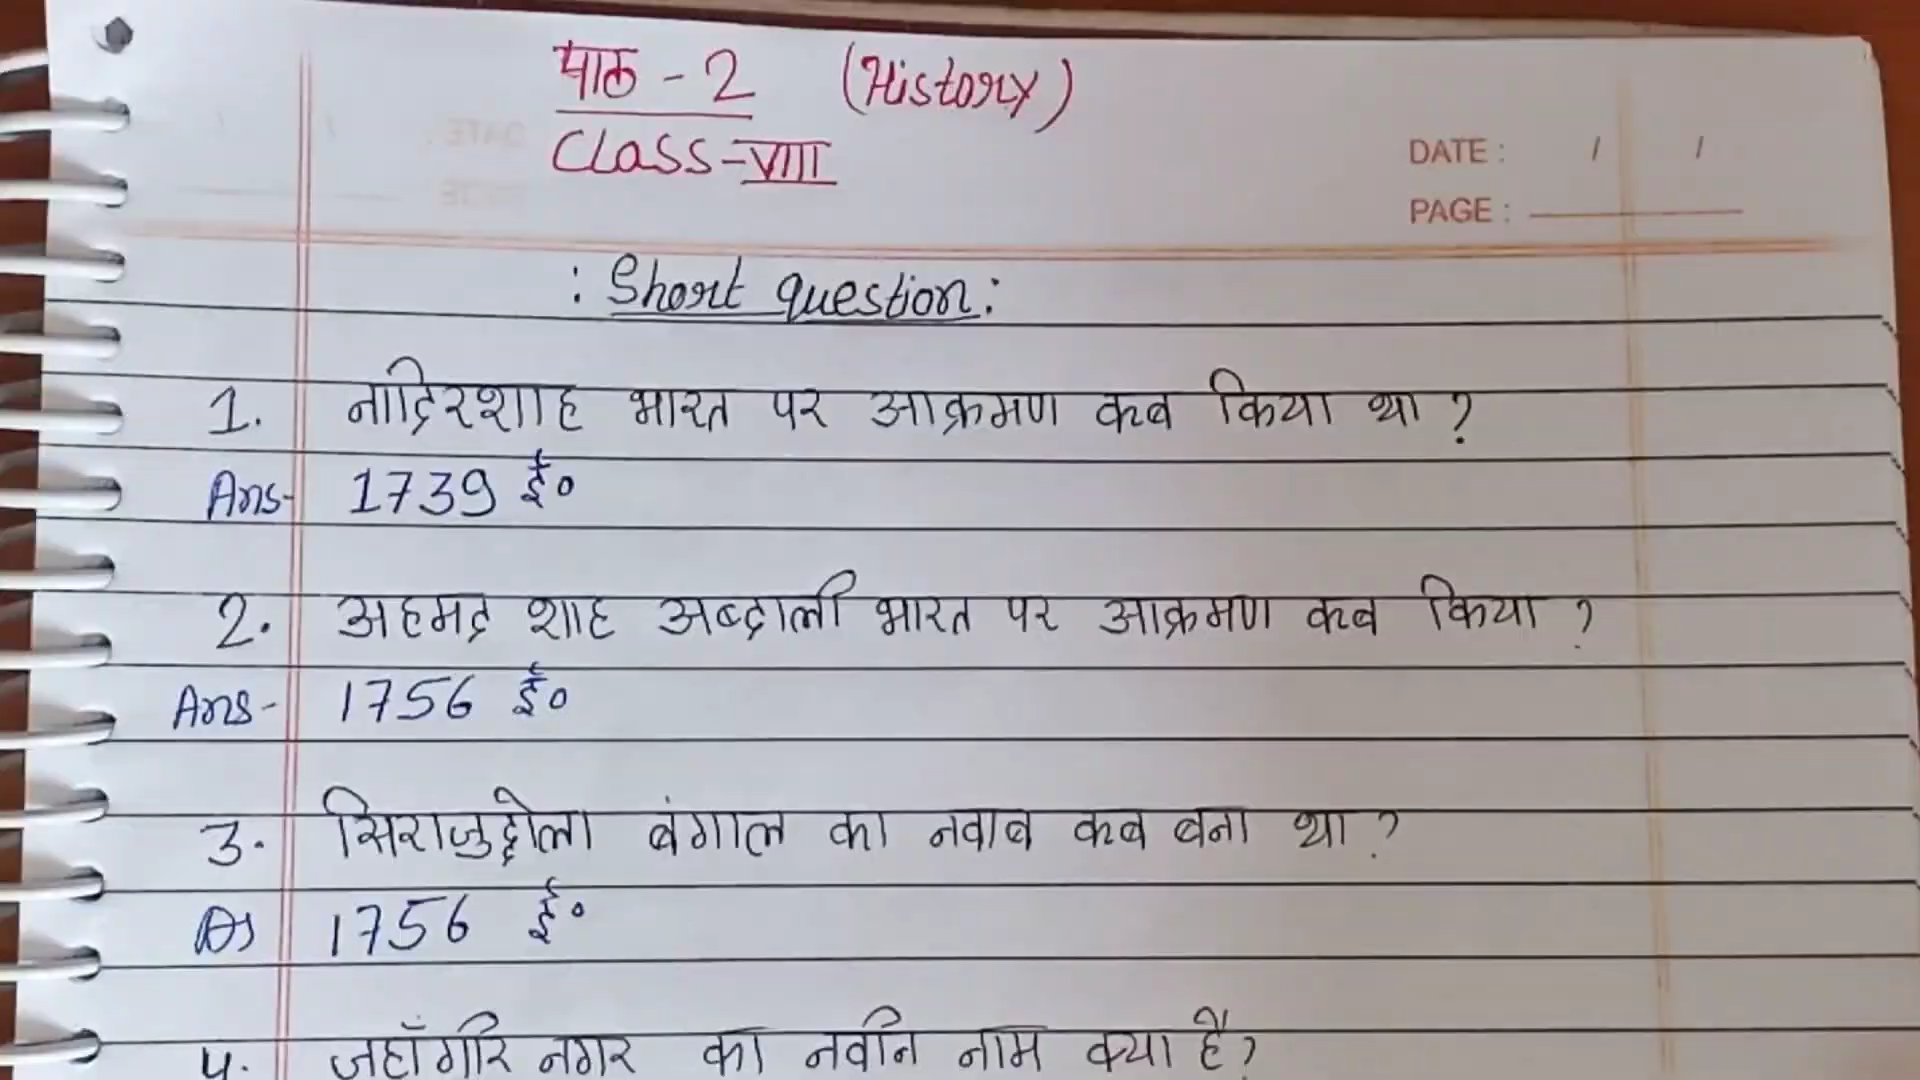 पाठ - 2 (History)
Class-VIII
DATE : / /
PAGE :
: Short question :
1. नादिरशाह भारत पर आक्रमण कब किया था ?
Ans- 1739 ई०
2. अहमद शाह अब्दाली भारत पर आक्रमण कब किया ?
Ans- 1756 ई०
3. सिराजुद्दौला बंगाल का नवाब कब बना था ?
As 1756 ई०
4. जहाँगीर नगर का नवीन नाम क्या है ?